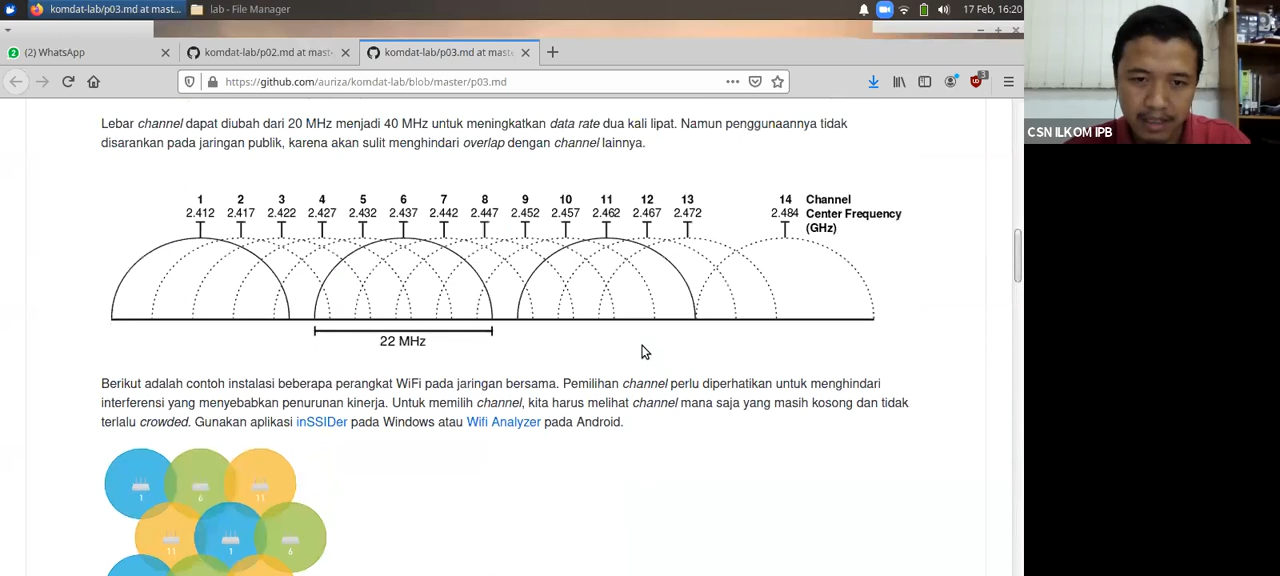 komdat-lab/p03.md at mast...
lab - File Manager
17 Feb, 16:20
(2) WhatsApp
komdat-lab/p02.md at mast
komdat-lab/p03.md at mast
https://github.com/auriza/komdat-lab/blob/master/p03.md
3
CSN ILKOM IPB
Lebar channel dapat diubah dari 20 MHz menjadi 40 MHz untuk meningkatkan data rate dua kali lipat. Namun penggunaannya tidak
disarankan pada jaringan publik, karena akan sulit menghindari overlap dengan channel lainnya.
1 2 3 4 5 6 7 8 9 10 11 12 13 14 Channel
2.412 2.417 2.422 2.427 2.432 2.437 2.442 2.447 2.452 2.457 2.462 2.467 2.472 2.484 Center Frequency
(GHz)
22 MHz
Berikut adalah contoh instalasi beberapa perangkat WiFi pada jaringan bersama. Pemilihan channel perlu diperhatikan untuk menghindari
interferensi yang menyebabkan penurunan kinerja. Untuk memilih channel, kita harus melihat channel mana saja yang masih kosong dan tidak
terlalu crowded. Gunakan aplikasi inSSIDer pada Windows atau Wifi Analyzer pada Android.
1 6 11
11 1 6